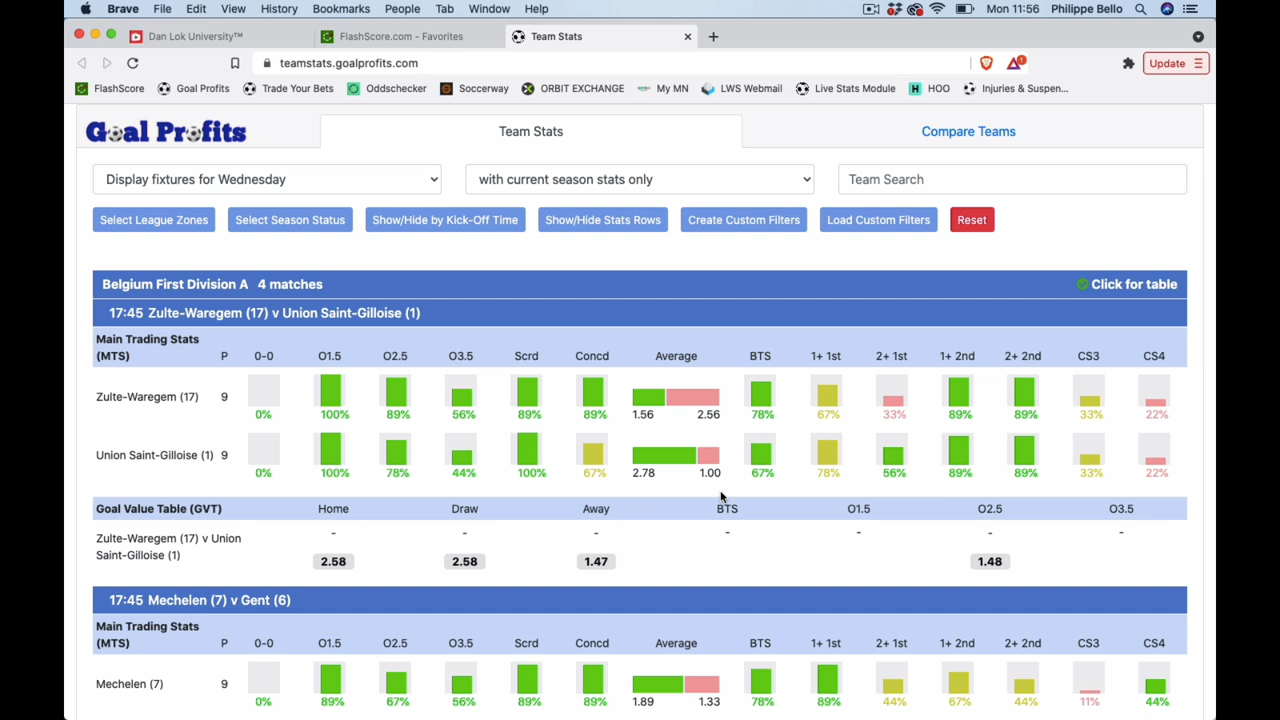 Brave File Edit View History Bookmarks People Tab Window Help Mon 11:56 Philippe Bello
Dan Lok University™ FlashScore.com - Favorites Team Stats
teamstats.goalprofits.com Update
FlashScore Goal Profits Trade Your Bets Oddschecker Soccerway ORBIT EXCHANGE My MN LWS Webmail Live Stats Module H HOO Injuries & Suspen...
Goal Profits Team Stats Compare Teams
Display fixtures for Wednesday with current season stats only Team Search
Select League Zones Select Season Status Show/Hide by Kick-Off Time Show/Hide Stats Rows Create Custom Filters Load Custom Filters Reset
Belgium First Division A 4 matches Click for table
17:45 Zulte-Waregem (17) v Union Saint-Gilloise (1)
Main Trading Stats
(MTS) P 0-0 O1.5 O2.5 O3.5 Scrd Concd Average BTS 1+ 1st 2+ 1st 1+ 2nd 2+ 2nd CS3 CS4
Zulte-Waregem (17) 9
0% 100% 89% 56% 89% 89% 1.56 2.56 78% 67% 33% 89% 89% 33% 22%
Union Saint-Gilloise (1) 9
0% 100% 78% 44% 100% 67% 2.78 1.00 67% 78% 56% 89% 89% 33% 22%
Goal Value Table (GVT) Home Draw Away BTS O1.5 O2.5 O3.5
Zulte-Waregem (17) v Union - - - - - - -
Saint-Gilloise (1) 2.58 2.58 1.47 1.48
17:45 Mechelen (7) v Gent (6)
Main Trading Stats
(MTS) P 0-0 O1.5 O2.5 O3.5 Scrd Concd Average BTS 1+ 1st 2+ 1st 1+ 2nd 2+ 2nd CS3 CS4
Mechelen (7) 9
0% 89% 67% 56% 89% 89% 1.89 1.33 78% 89% 44% 67% 44% 11% 44%